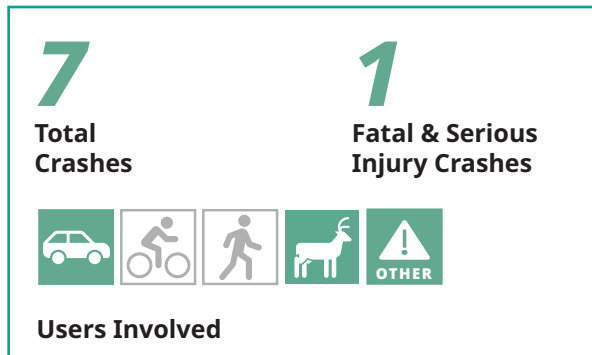 7
Total
Crashes
1
Fatal & Serious
Injury Crashes
OTHER
Users Involved